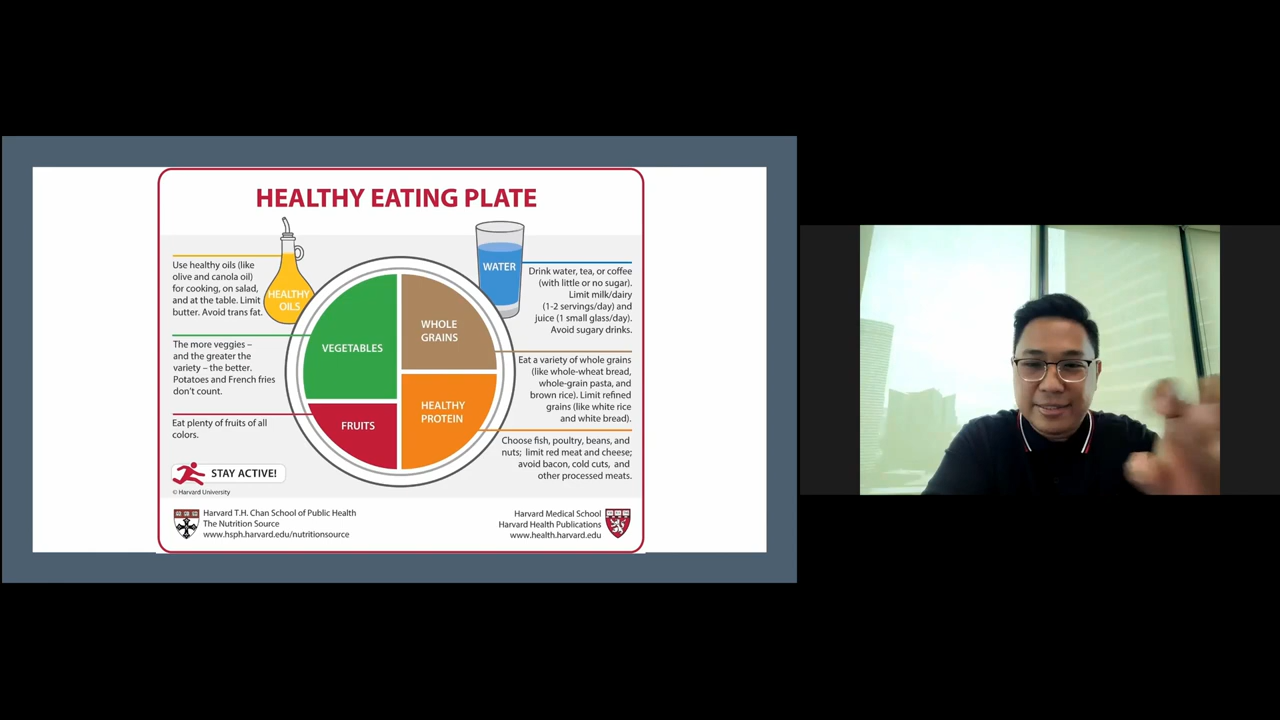 HEALTHY EATING PLATE
Use healthy oils (like
olive and canola oil)
for cooking, on salad,
and at the table. Limit
butter. Avoid trans fat.
HEALTHY
OILS
The more veggies –
and the greater the
variety – the better.
Potatoes and French fries
don't count.
Eat plenty of fruits of all
colors.
STAY ACTIVE!
© Harvard University
VEGETABLES
FRUITS
WHOLE
GRAINS
HEALTHY
PROTEIN
WATER
Drink water, tea, or coffee
(with little or no sugar).
Limit milk/dairy
(1-2 servings/day) and
juice (1 small glass/day).
Avoid sugary drinks.
Eat a variety of whole grains
(like whole-wheat bread,
whole-grain pasta, and
brown rice). Limit refined
grains (like white rice
and white bread).
Choose fish, poultry, beans, and
nuts; limit red meat and cheese;
avoid bacon, cold cuts, and
other processed meats.
Harvard T.H. Chan School of Public Health
The Nutrition Source
www.hsph.harvard.edu/nutritionsource
Harvard Medical School
Harvard Health Publications
www.health.harvard.edu